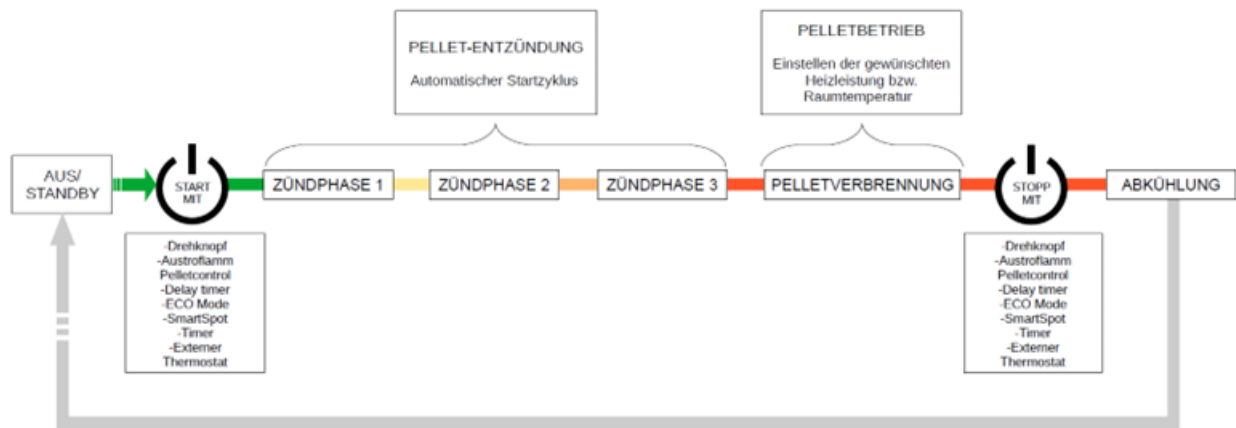 PELLET-ENTZÜNDUNG
Automatischer Startzyklus
PELLETBETRIEB
Einstellen der gewünschten
Heizleistung bzw.
Raumtemperatur
AUS/
STANDBY
START
MIT
ZÜNDPHASE 1
ZÜNDPHASE 2
ZÜNDPHASE 3
PELLETVERBRENNUNG
STOPP
MIT
ABKÜHLUNG
-Drehknopf
-Austroflamm
Pelletcontrol
-Delay timer
-ECO Mode
-SmartSpot
-Timer
-Externer
Thermostat
-Drehknopf
-Austroflamm
Pelletcontrol
-Delay timer
-ECO Mode
-SmartSpot
-Timer
-Externer
Thermostat